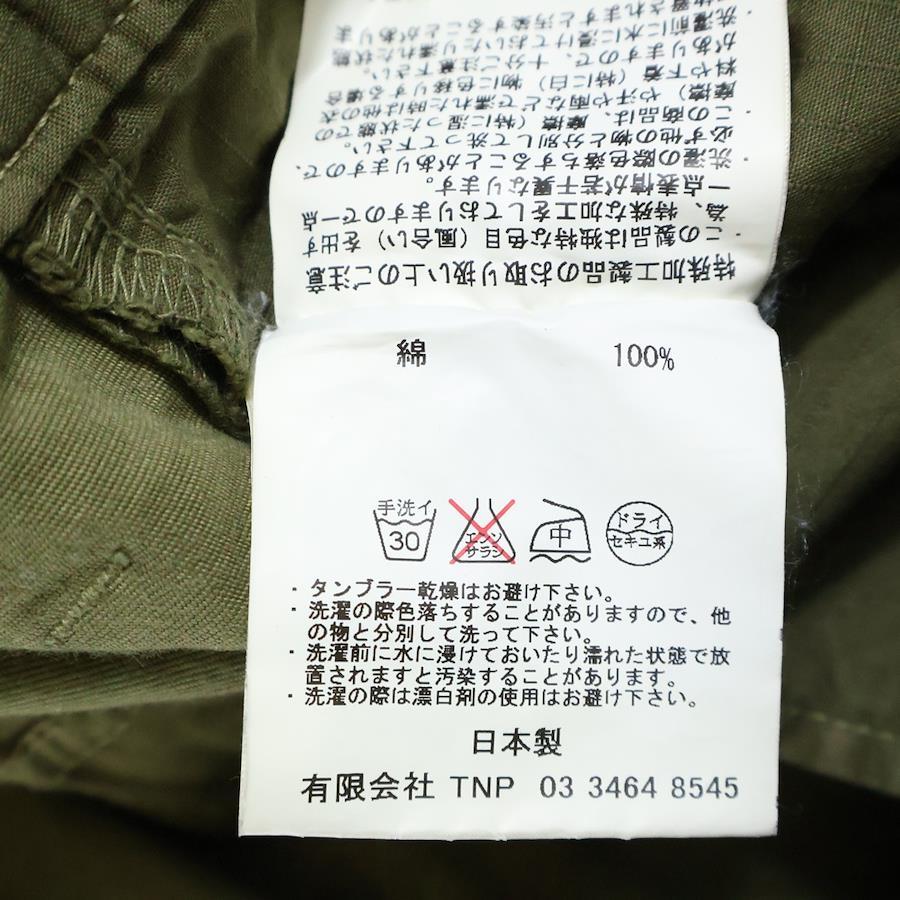 特殊加工製品のお取り扱い上のご注意
・この製品は独特な色目(風合い)を出す
為、特殊な加工をしておりますので一点
一点表情が若干異なります。
・洗濯の際色落ちすることがありますので、
必ず他の物と分別して洗って下さい。
・この商品は、摩擦(特に湿った状態での
摩擦)や汗や雨などで濡れた時は他の衣
料や下着(特に白)物に色移りする場合
がありますので、十分ご注意下さい。
・洗濯前に水に浸けておいたり濡れた状態
されますと汚染することがあり
綿 100%
手洗イ
30
エンソ
サラシ
中
ドライ
セキユ系
・タンブラー乾燥はお避け下さい。
・洗濯の際色落ちすることがありますので、他
の物と分別して洗って下さい。
・洗濯前に水に浸けておいたり濡れた状態で放
置されますと汚染することがあります。
・洗濯の際は漂白剤の使用はお避け下さい。
日本製
有限会社 TNP 03 3464 8545